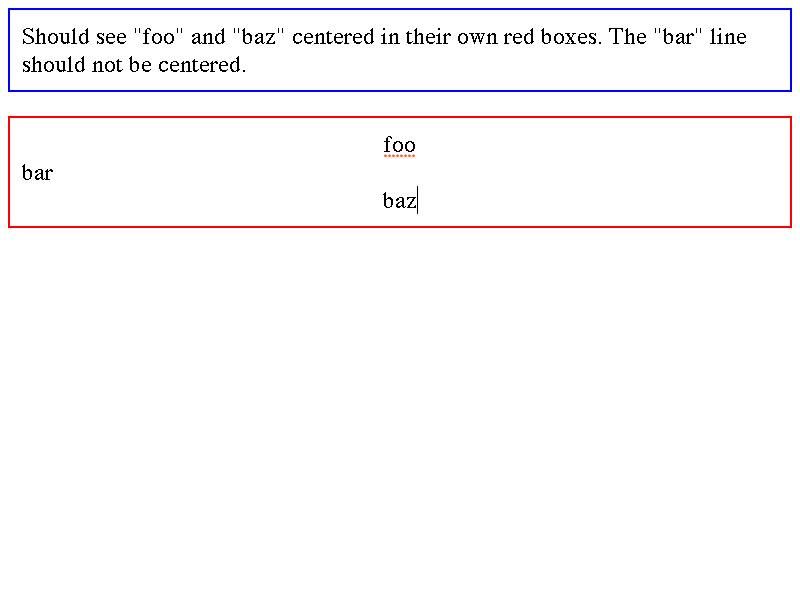 Should see "foo" and "baz" centered in their own red boxes. The "bar" line
should not be centered.
foo
bar
baz